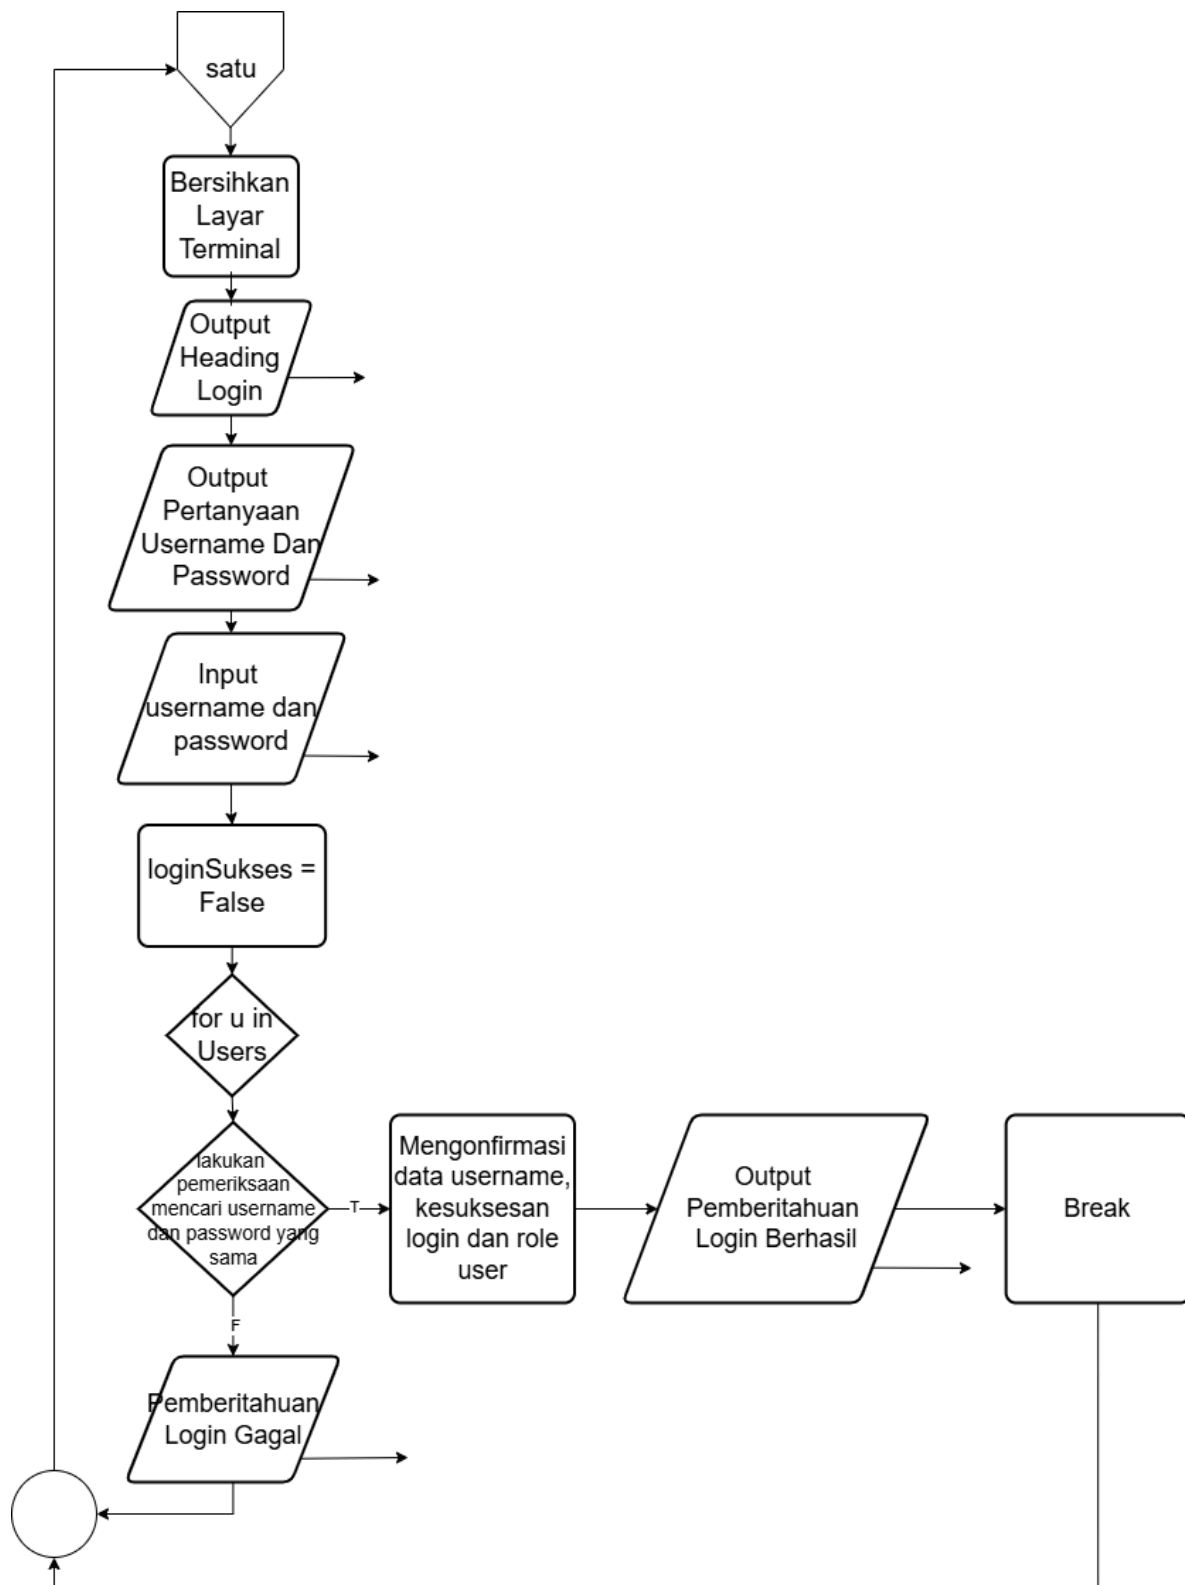 satu
Bersihkan
Layar
Terminal
Output
Heading
Login
Output
Pertanyaan
Username Dan
Password
Input
username dan
password
loginSukses =
False
for u in
Users
lakukan
pemeriksaan
mencari username
dan password yang
sama
T
Mengonfirmasi
data username,
kesuksesan
login dan role
user
Output
Pemberitahuan
Login Berhasil
Break
F
Pemberitahuan
Login Gagal